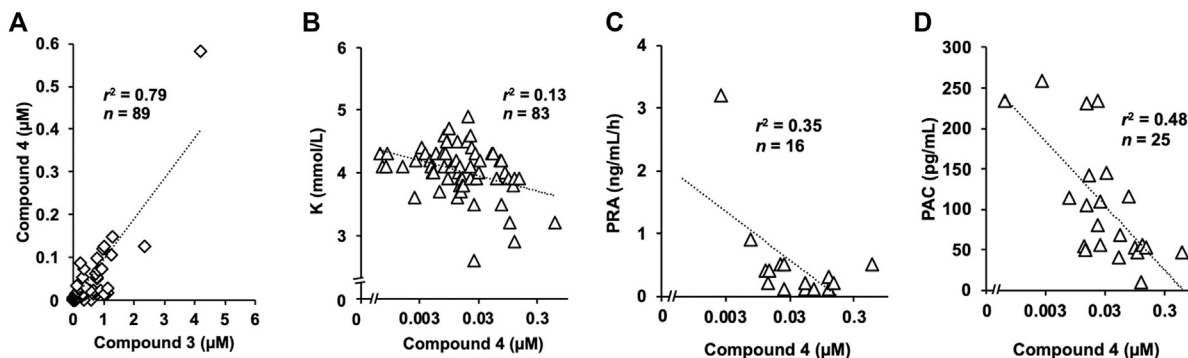 A
Compound 4 (µM)
0.6
0.5
0.4
0.3
0.2
0.1
0
r² = 0.79
n = 89
0 1 2 3 4 5 6
Compound 3 (µM)
B
K (mmol/L)
6
5
4
3
0
r² = 0.13
n = 83
0 0.003 0.03 0.3
Compound 4 (µM)
C
PRA (ng/mL/h)
4
3
2
1
0
r² = 0.35
n = 16
0 0.003 0.03 0.3
Compound 4 (µM)
D
PAC (pg/mL)
300
250
200
150
100
50
0
r² = 0.48
n = 25
0 0.003 0.03 0.3
Compound 4 (µM)